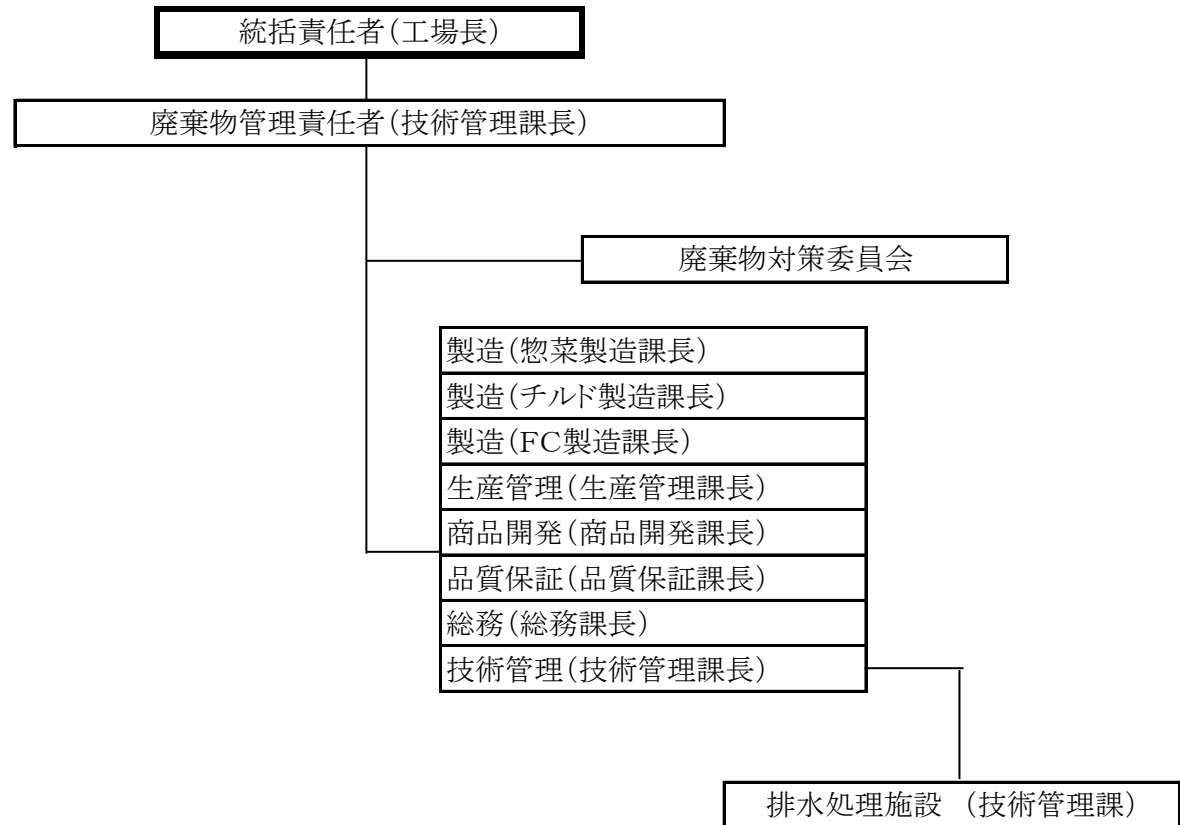 統括責任者(工場長)
廃棄物管理責任者(技術管理課長)
廃棄物対策委員会
製造(惣菜製造課長)
製造(チルド製造課長)
製造(FC製造課長)
生産管理(生産管理課長)
商品開発(商品開発課長)
品質保証(品質保証課長)
総務(総務課長)
技術管理(技術管理課長)
排水処理施設 (技術管理課)